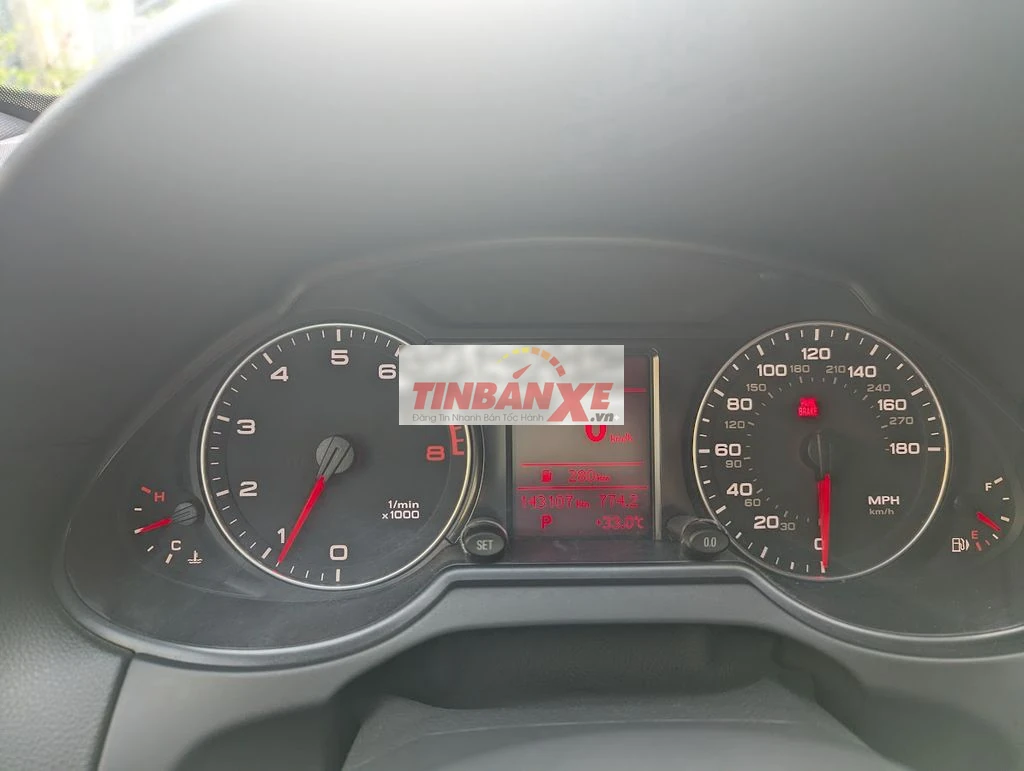 5
4
6
3
2
8
1
0
1/min
x1000
H
C
SET
TINBANXE.vn
Đăng Tin Nhanh Bán Tốc Hành
0 km/h
280 km
143107 km 774.2
P +33.0°C
0.0
120
100
140
180
210
80
150
240
160
BRAKE
120
270
60
180
90
40
60
MPH
20
30
km/h
0
F
E